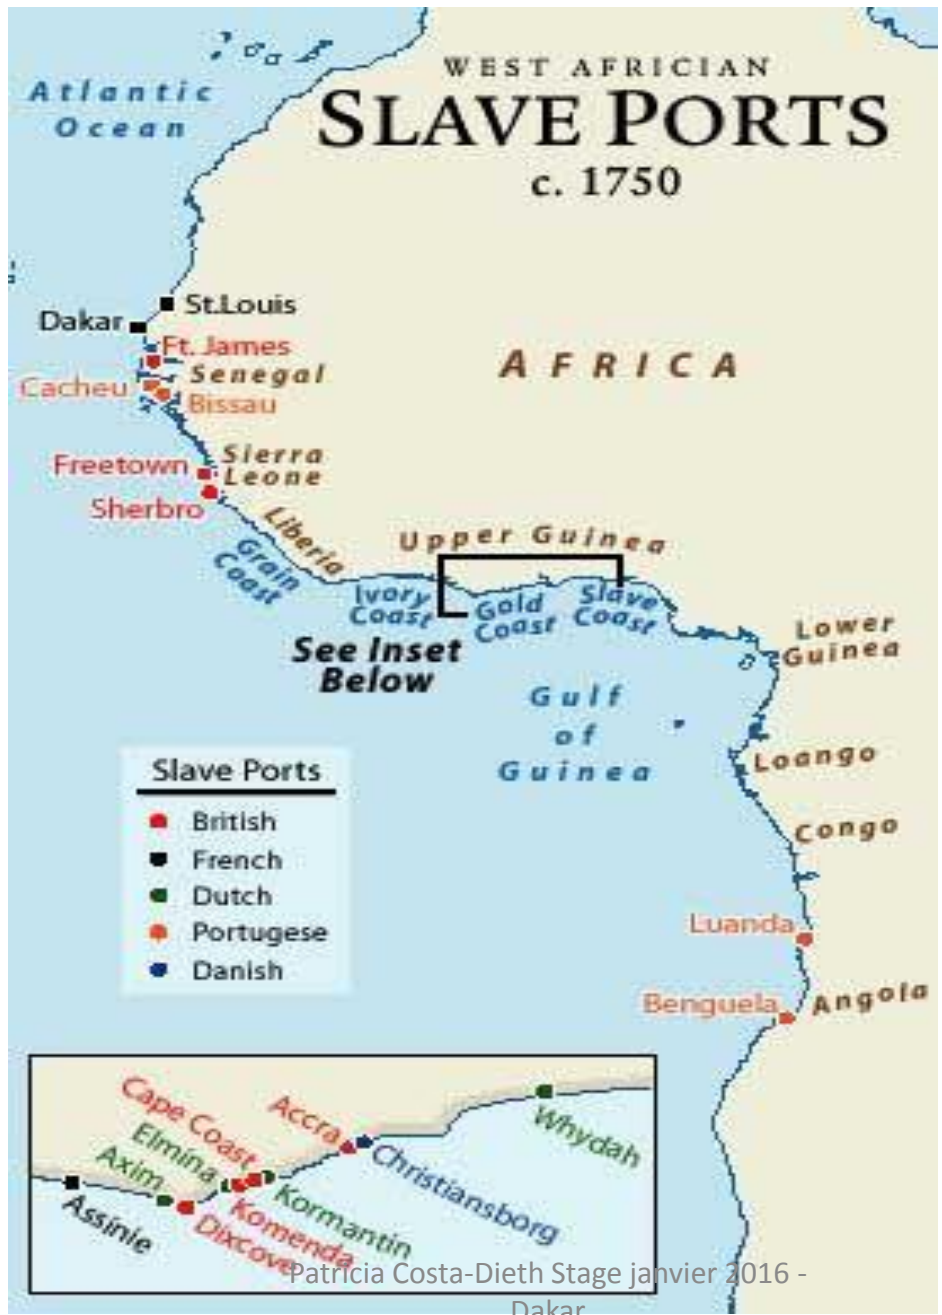 WEST AFRICIAN
SLAVE PORTS
c. 1750
Atlantic
Ocean
St.Louis
Dakar
Ft. James
Senegal
Cacheu
Bissau
AFRICA
Sierra
Leone
Freetown
Sherbro
Liberia
Grain
Coast
Upper Guinea
Ivory
Coast
Gold
Coast
Slave
Coast
See Inset
Below
Lower
Guinea
Gulf
of
Guinea
Loango
Congo
Luanda
Benguela
Angola
Slave Ports
British
French
Dutch
Portugese
Danish
Cape Coast
Accra
Elmina
Axim
Whydah
Christiansborg
Kormantin
Komenda
Dixcove
Assinie
Patricia Costa-Dieth Stage janvier 2016 -
Dakar